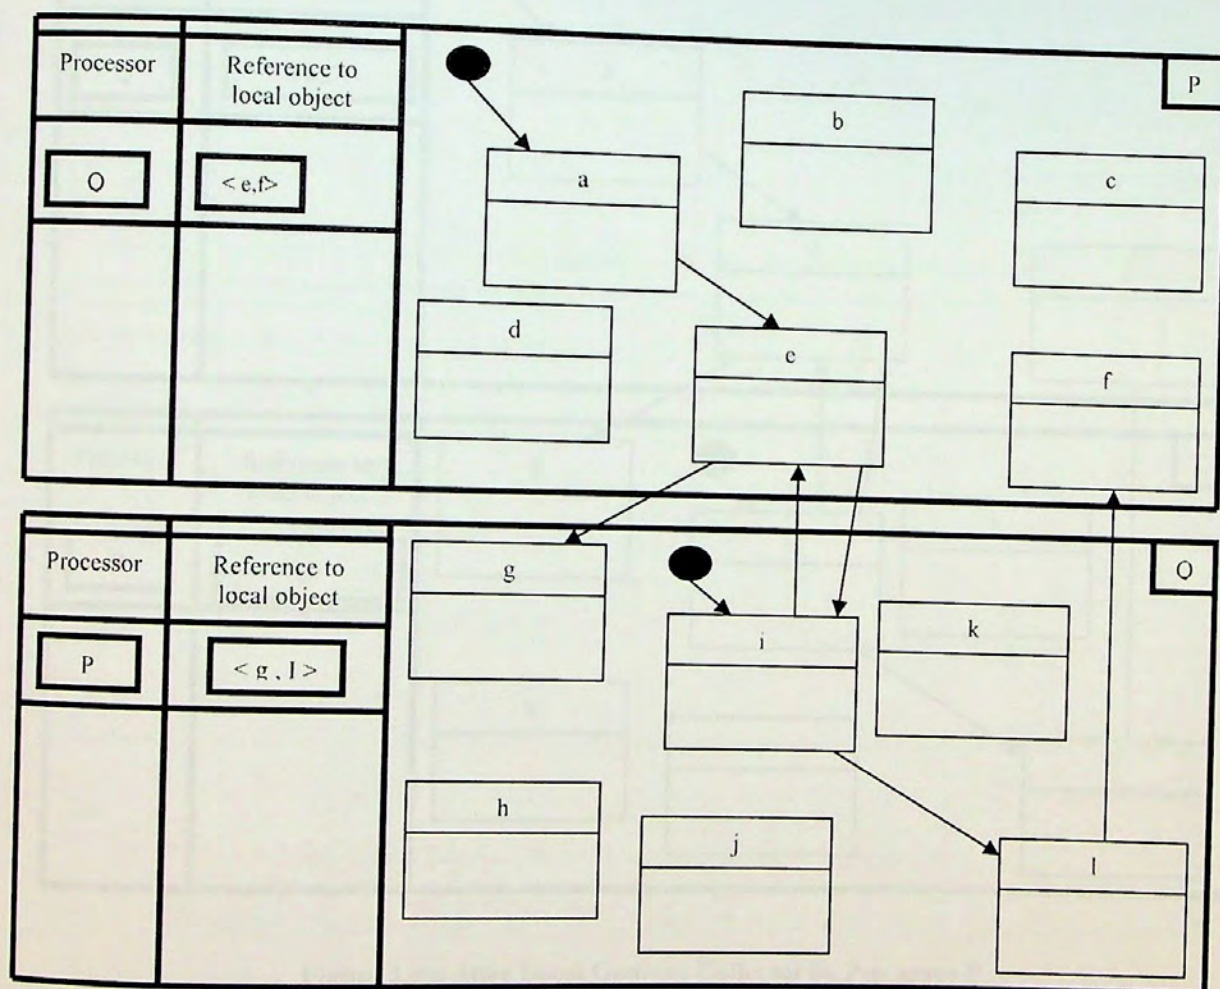 Processor
Reference to
local object
P
Q
< e,f>
a
b
c
d
e
f
Processor
Reference to
local object
Q
P
< g , I >
g
i
k
h
j
l